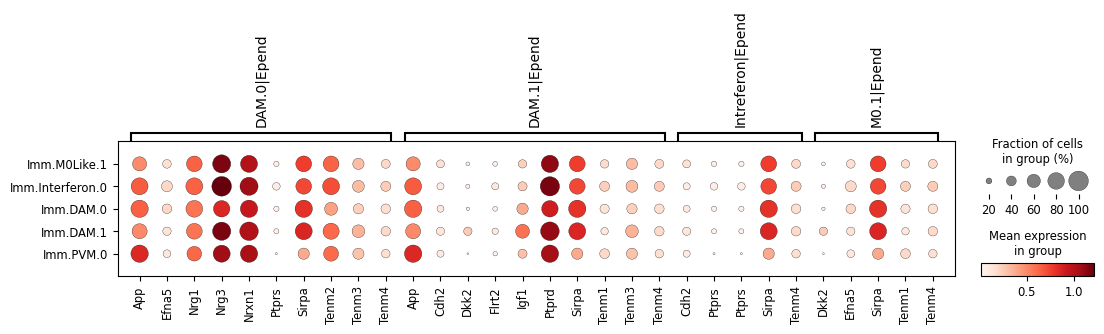 DAM.0|Epend
DAM.1|Epend
Intreferon|Epend
M0.1|Epend
Imm.M0Like.1
Imm.Interferon.0
Imm.DAM.0
Imm.DAM.1
Imm.PVM.0
App Efna5 Nrg1 Nrg3 Nrxn1 Ptprs Sirpa Tenm2 Tenm3 Tenm4 App Cdh2 Dkk2 Flrt2 Igf1 Ptprd Sirpa Tenm1 Tenm3 Tenm4 Cdh2 Ptprs Ptprs Sirpa Tenm4 Dkk2 Efna5 Sirpa Tenm1 Tenm4
Fraction of cells
in group (%)
20 40 60 80 100
Mean expression
in group
0.5 1.0